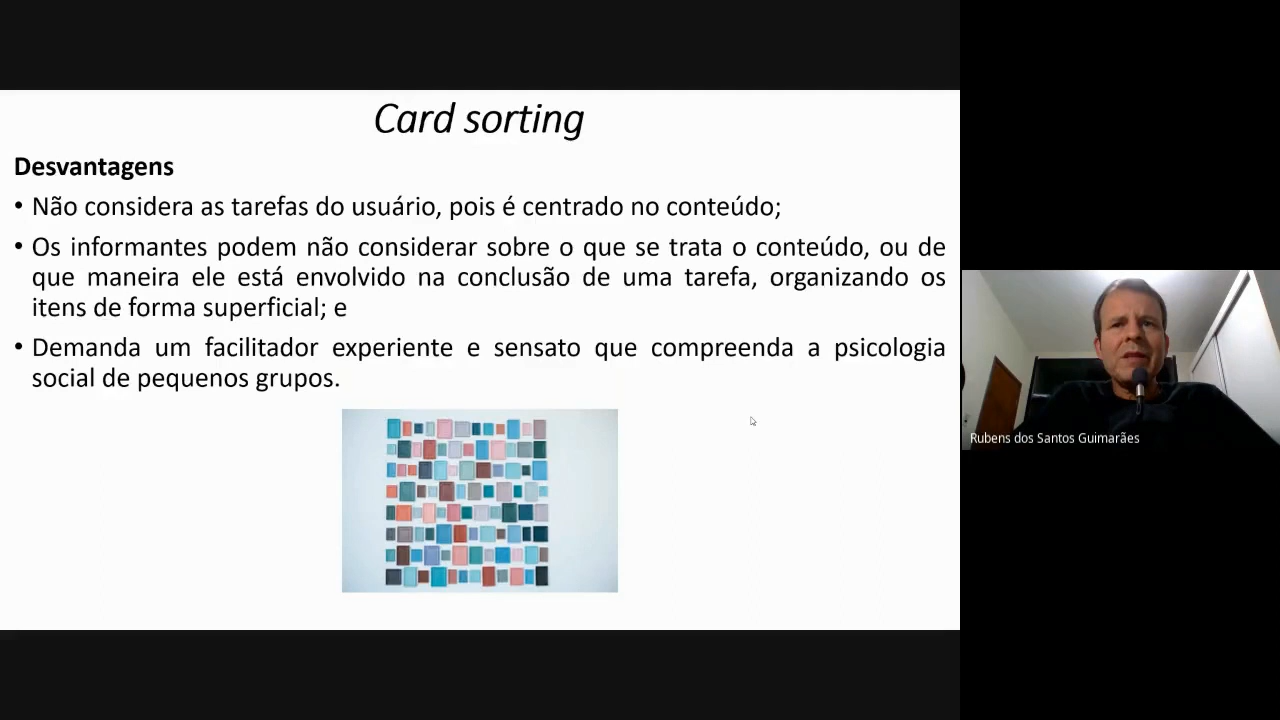 Card sorting
Desvantagens
• Não considera as tarefas do usuário, pois é centrado no conteúdo;
• Os informantes podem não considerar sobre o que se trata o conteúdo, ou de
que maneira ele está envolvido na conclusão de uma tarefa, organizando os
itens de forma superficial; e
• Demanda um facilitador experiente e sensato que compreenda a psicologia
social de pequenos grupos.
Rubens dos Santos Guimarães